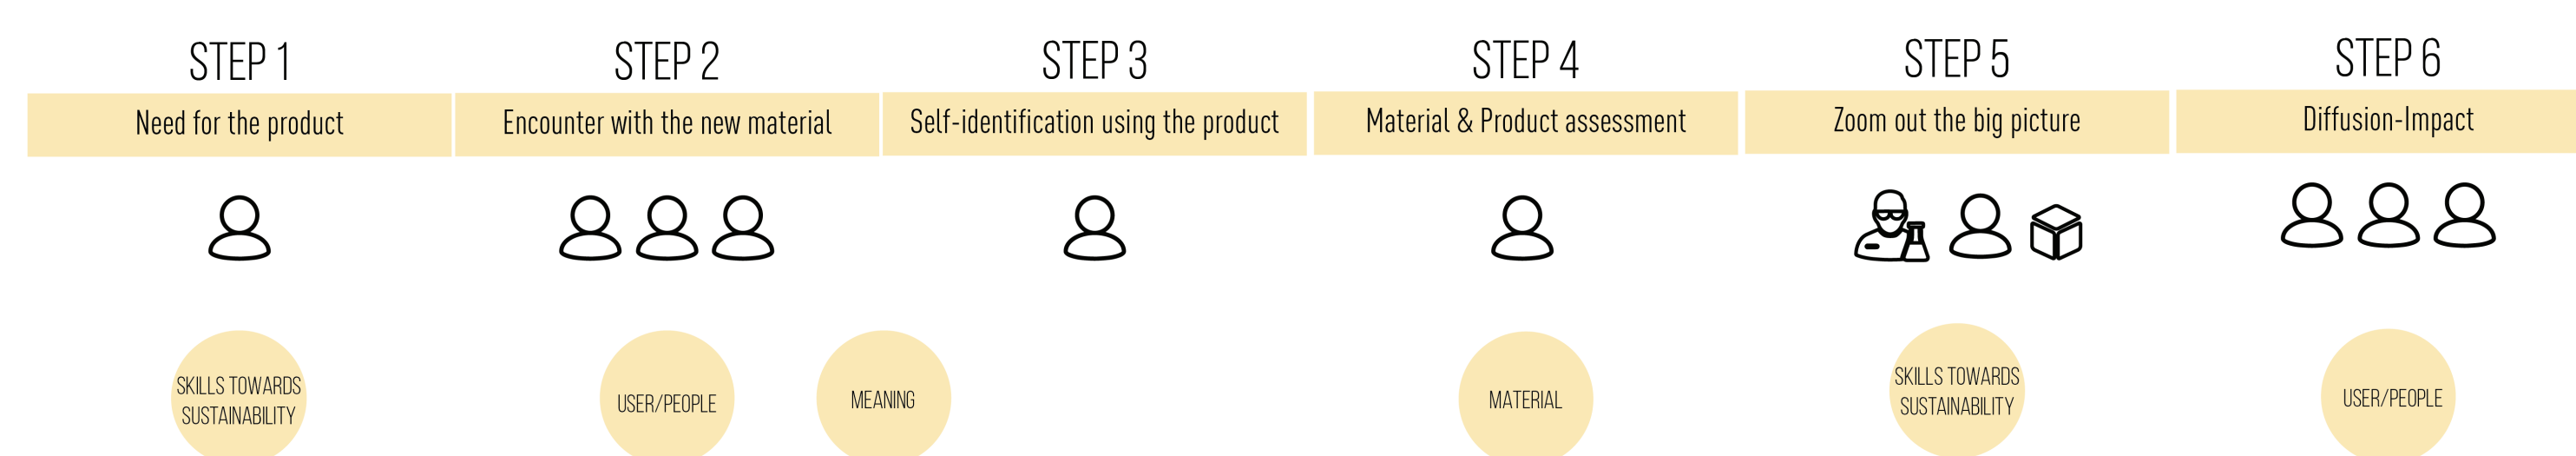 STEP 1
STEP 2
STEP 3
STEP 4
STEP 5
STEP 6
Need for the product
Encounter with the new material
Self-identification using the product
Material & Product assessment
Zoom out the big picture
Diffusion-Impact
SKILLS TOWARDS
SUSTAINABILITY
USER/PEOPLE
MEANING
MATERIAL
SKILLS TOWARDS
SUSTAINABILITY
USER/PEOPLE